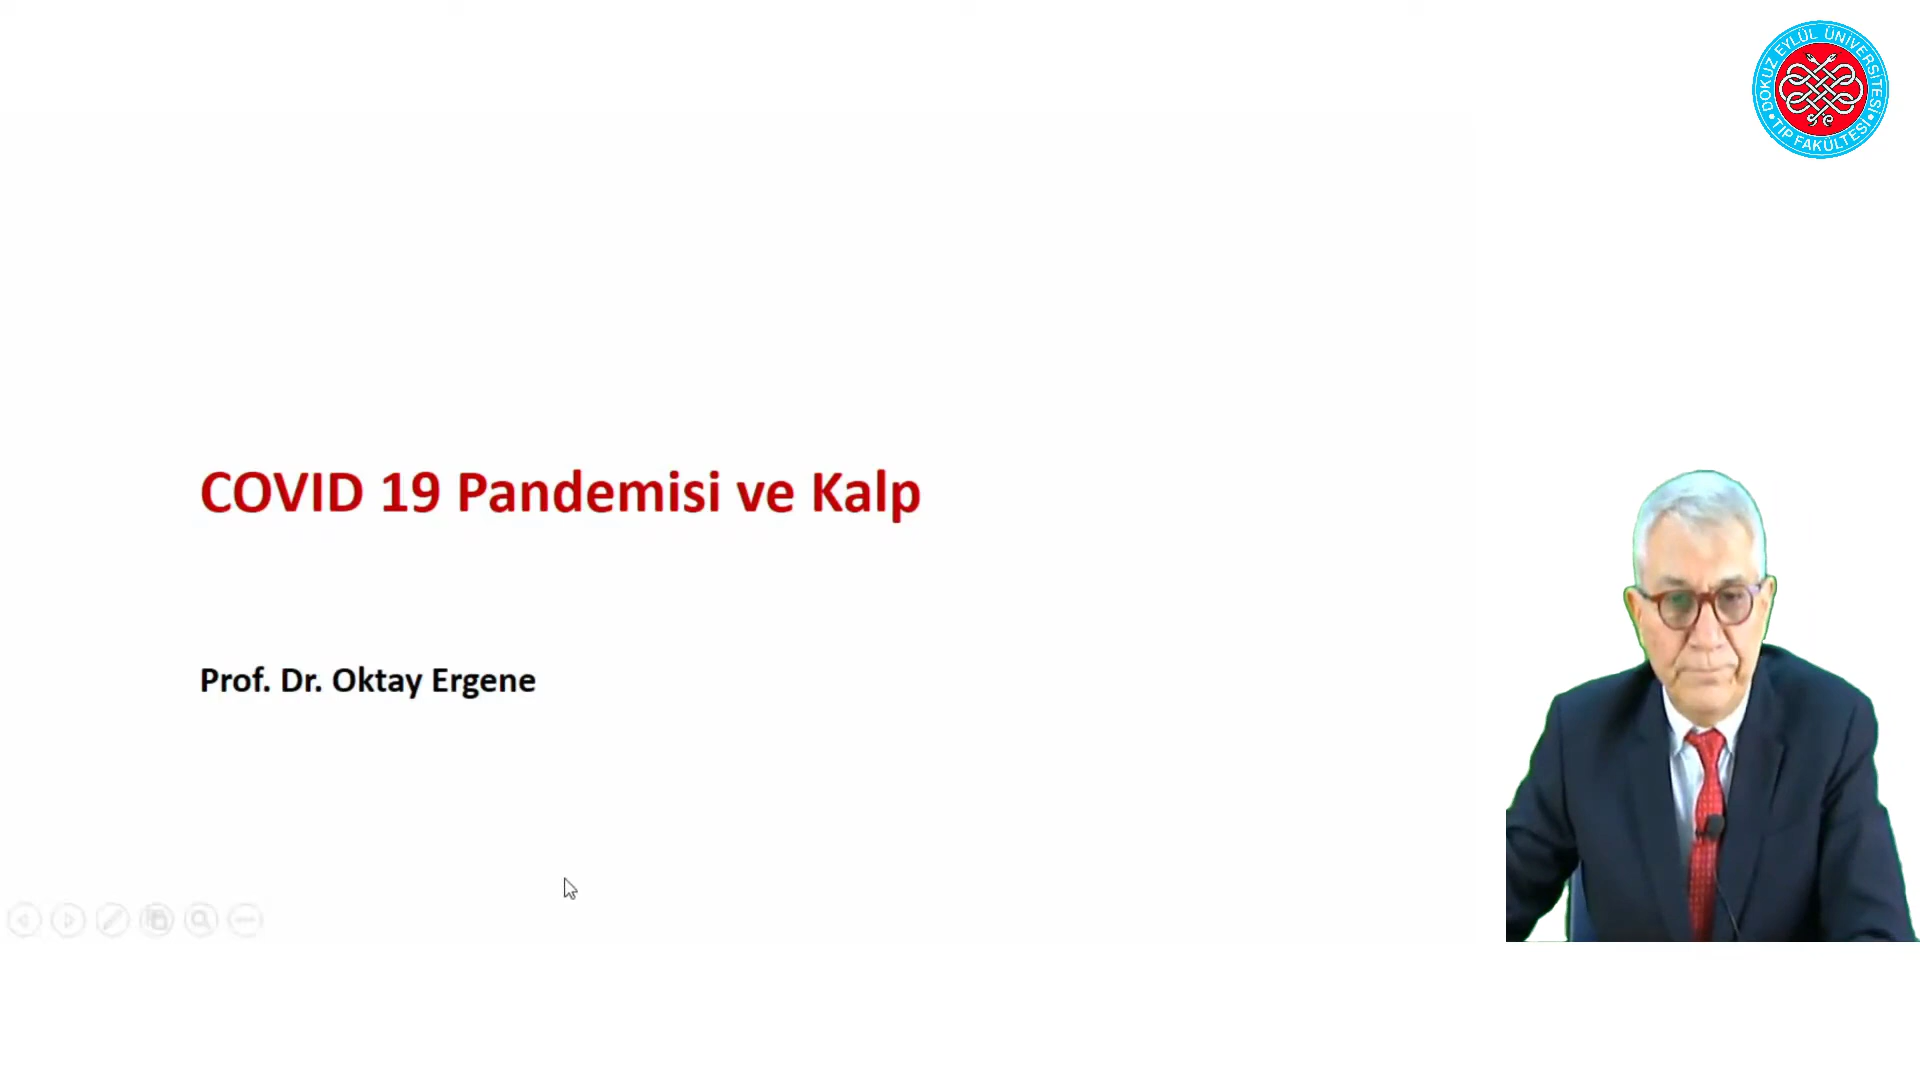 DOKUZ EYLÜL ÜNİVERSİTESİ
TIP FAKÜLTESİ
COVID 19 Pandemisi ve Kalp
Prof. Dr. Oktay Ergene